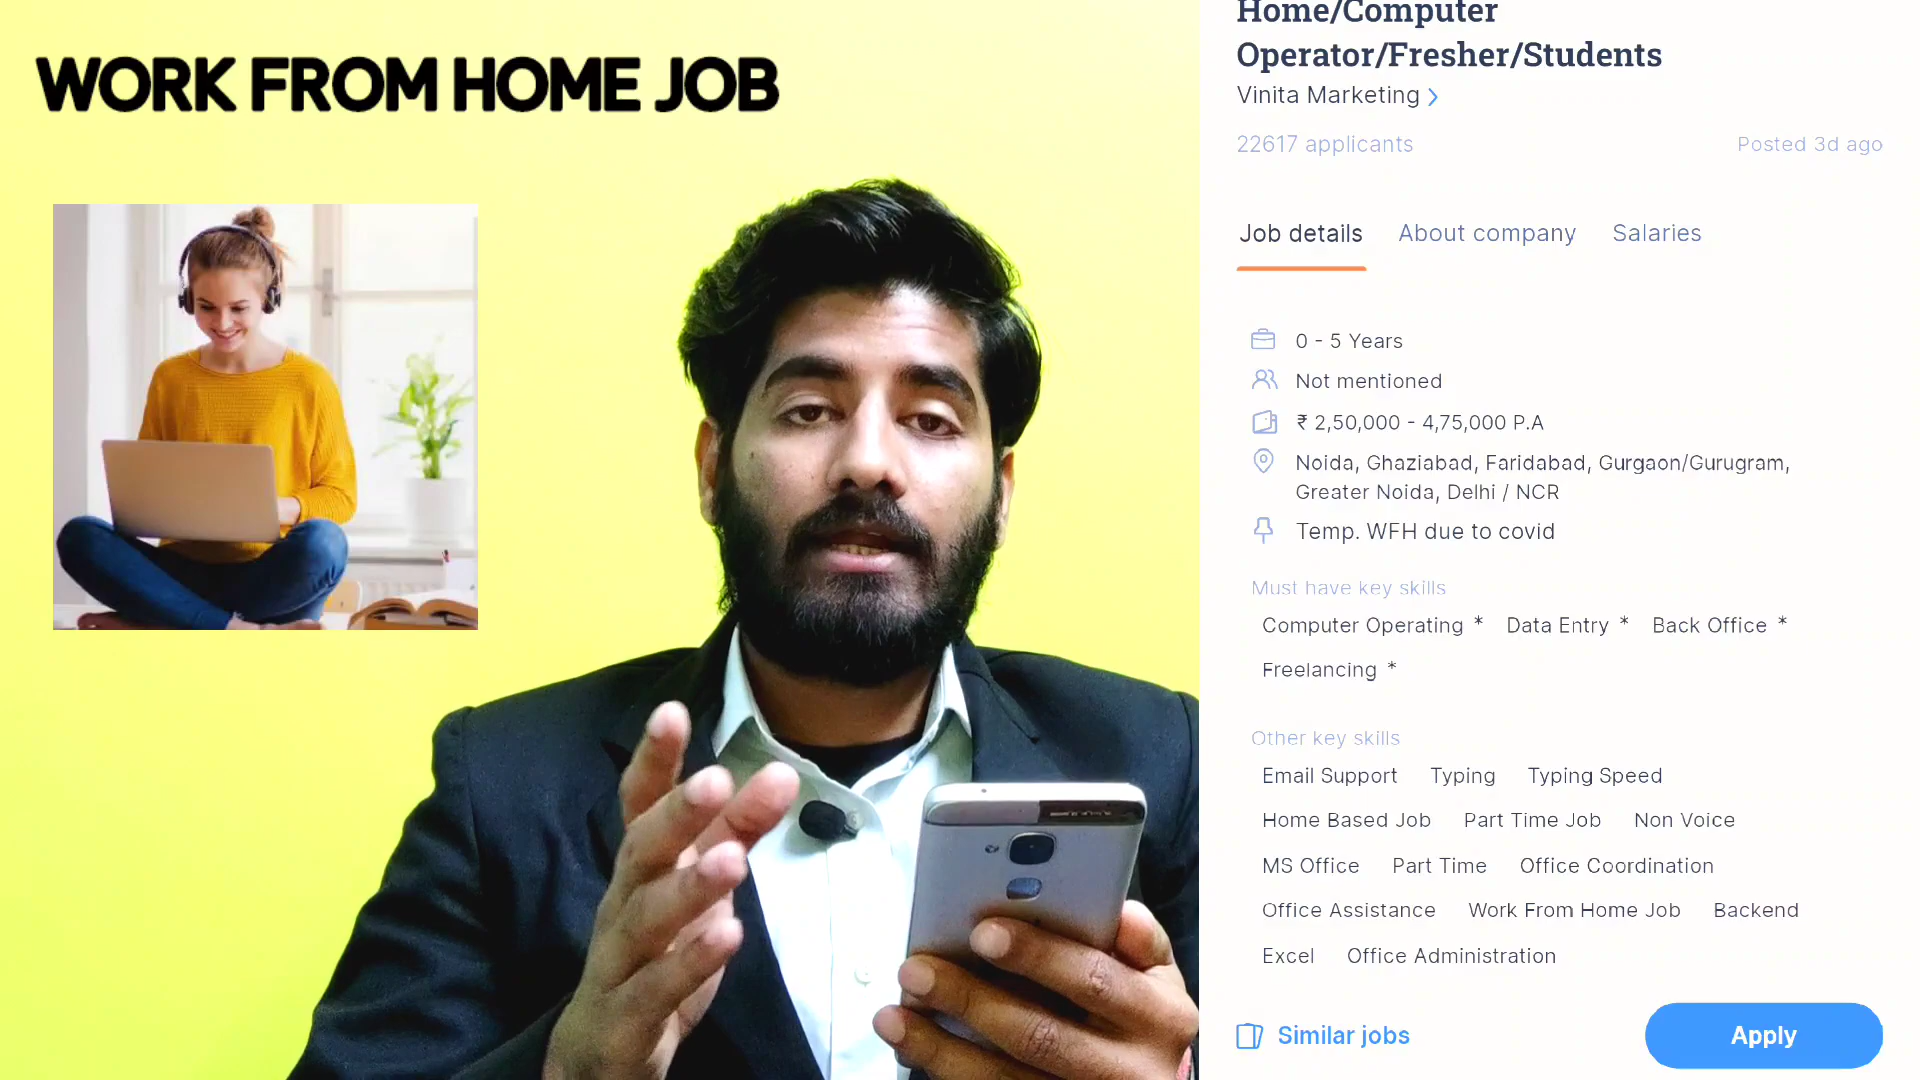 WORK FROM HOME JOB
Home/Computer
Operator/Fresher/Students
Vinita Marketing
22617 applicants
Posted 3d ago
Job details
About company
Salaries
0 - 5 Years
Not mentioned
₹ 2,50,000 - 4,75,000 P.A
Noida, Ghaziabad, Faridabad, Gurgaon/Gurugram,
Greater Noida, Delhi / NCR
Temp. WFH due to covid
Must have key skills
Computer Operating * Data Entry * Back Office *
Freelancing *
Other key skills
Email Support Typing Typing Speed
Home Based Job Part Time Job Non Voice
MS Office Part Time Office Coordination
Office Assistance Work From Home Job Backend
Excel Office Administration
Similar jobs
Apply